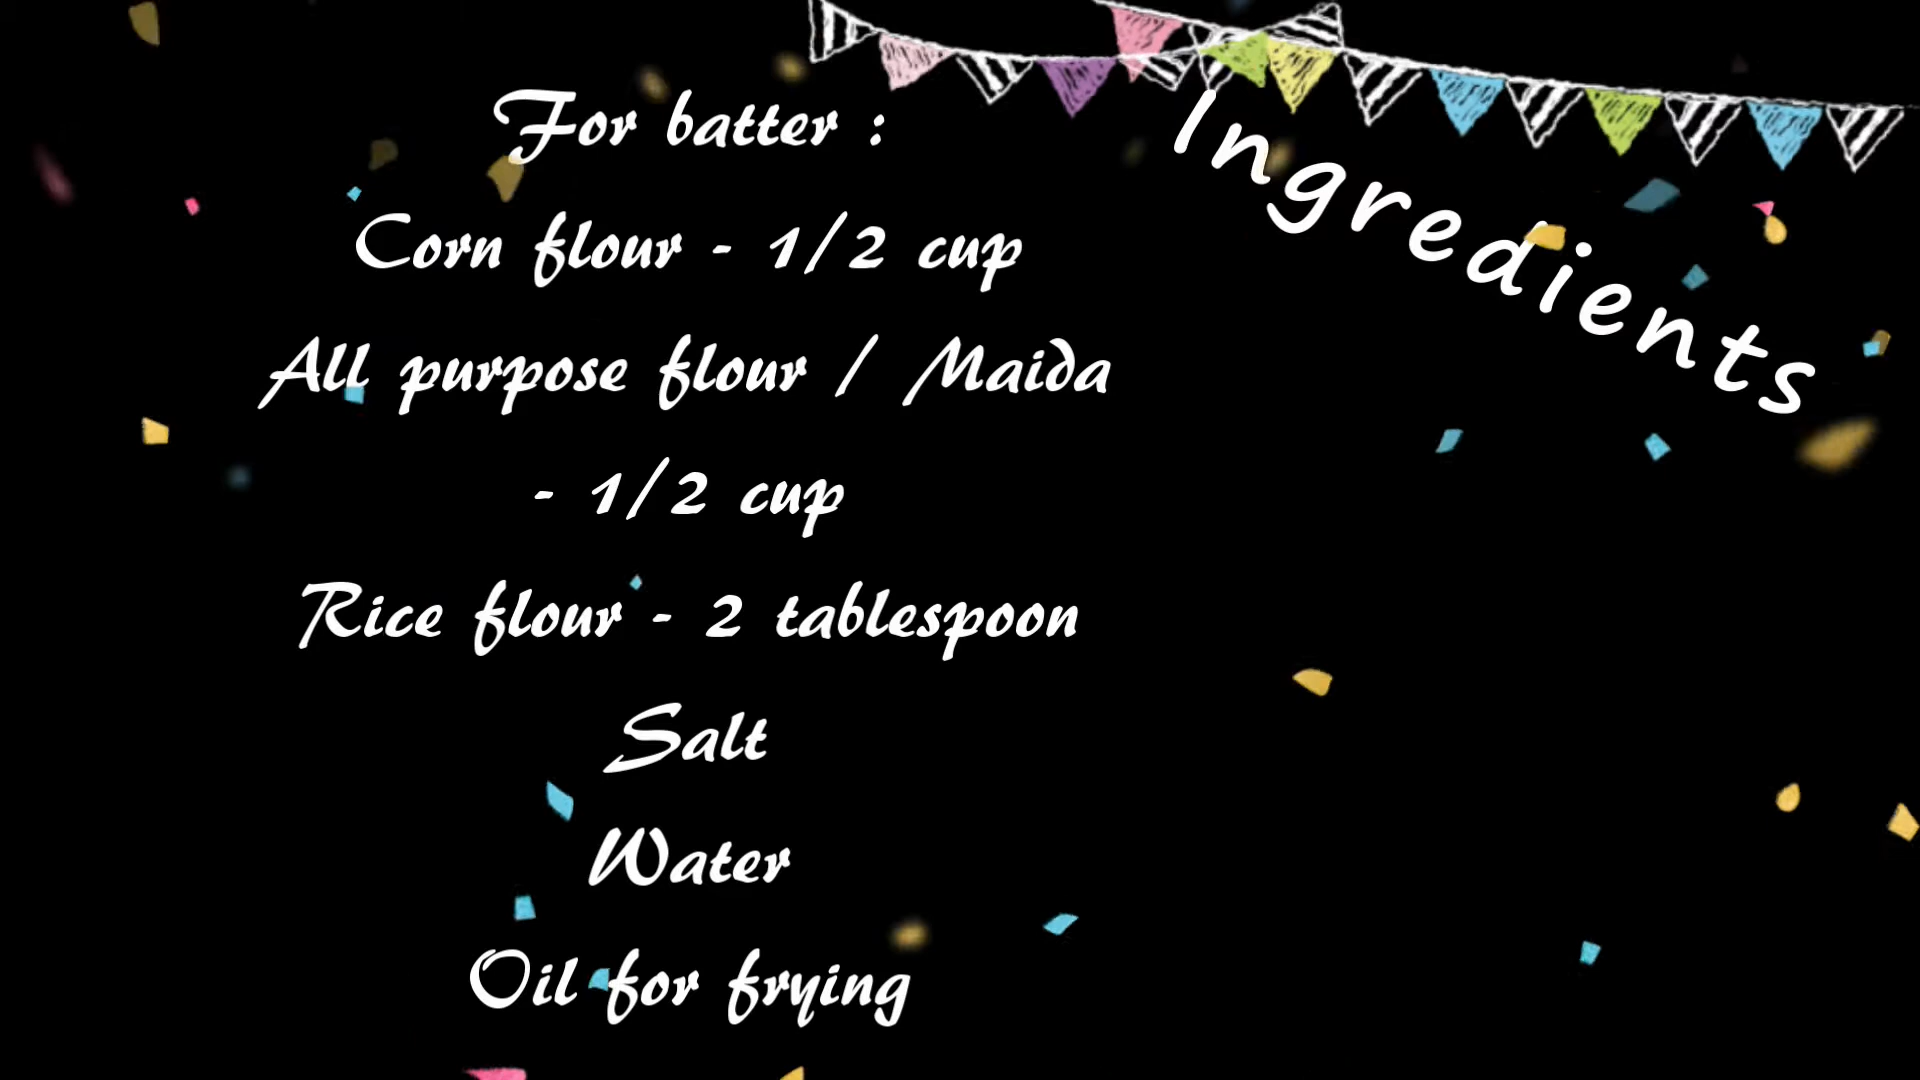 Ingredients
For batter :
Corn flour - 1/2 cup
All purpose flour / Maida
- 1/2 cup
Rice flour - 2 tablespoon
Salt
Water
Oil for frying